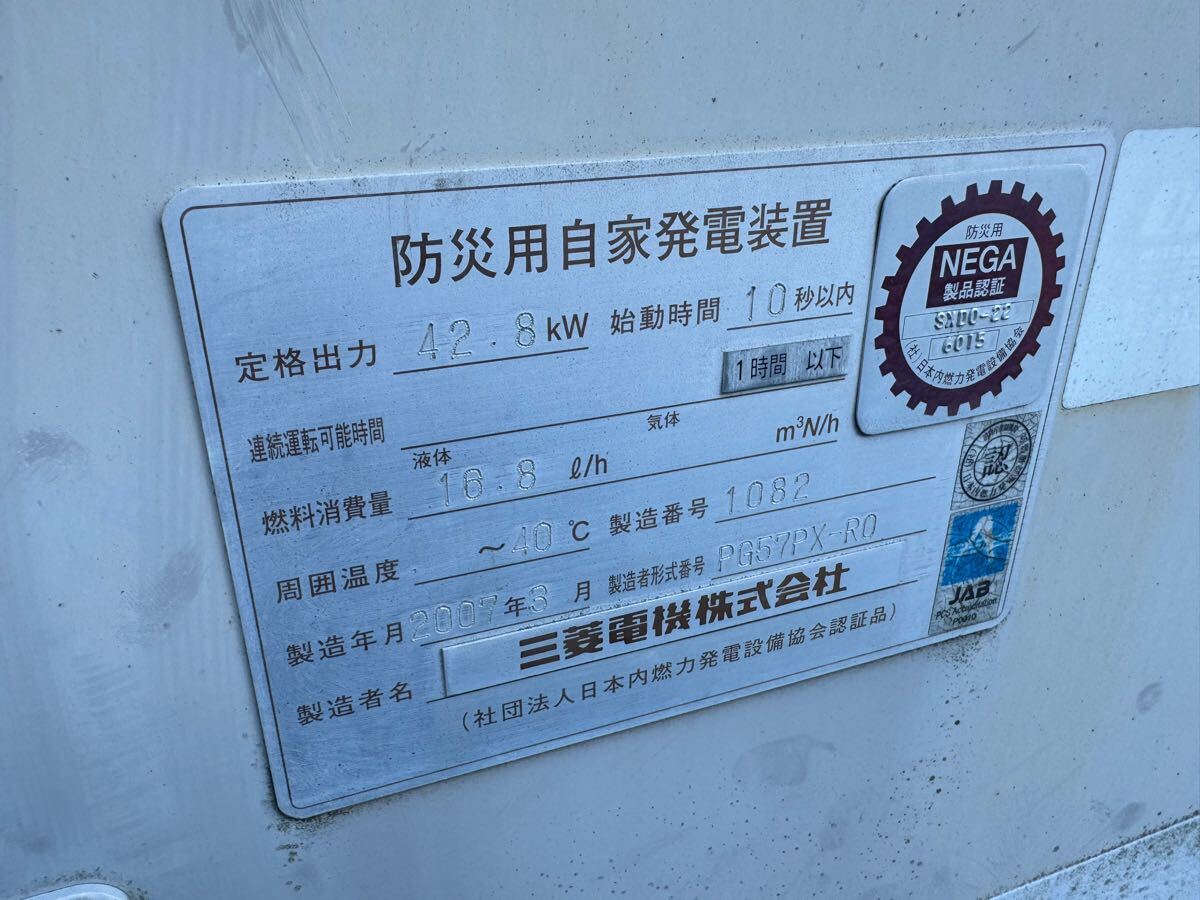 防災用自家発電装置
定格出力 42.8kW 始動時間 10秒以内
連続運転可能時間 1時間 以下
燃料消費量 液体 16.8 ℓ/h 気体 m³N/h
周囲温度 ～40℃ 製造番号 1082
製造年月 2007年3月 製造者形式番号 PG57PX-R0
製造者名 三菱電機株式会社
(社団法人日本内燃力発電設備協会認証品)
防災用
NEGA
製品認証
6015
(社)日本内燃力発電設備協会
認
JAB
PCS Accreditation